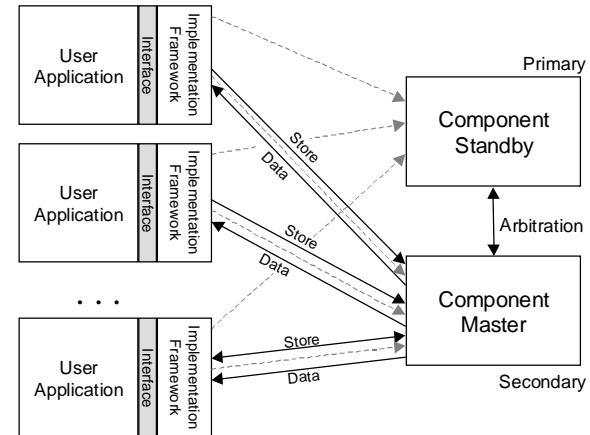 User
Application
Interface
Implementation
Framework
Primary
Component
Standby
Store
Data
User
Application
Interface
Implementation
Framework
Store
Data
Arbitration
. . .
Component
Master
User
Application
Interface
Implementation
Framework
Store
Data
Secondary